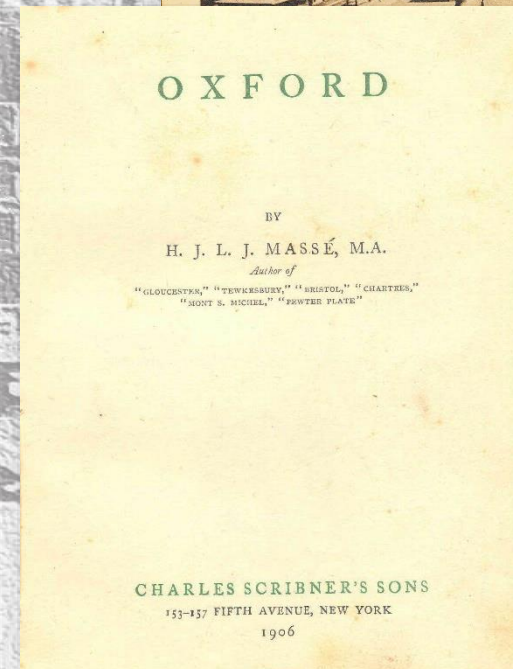 OXFORD
BY
H. J. L. J. MASSÉ, M.A.
Author of
"GLOUCESTER," "TEWKESBURY," "BRISTOL," "CHARTRES,"
"MONT S. MICHEL," "PEWTER PLATE"
CHARLES SCRIBNER'S SONS
153-157 FIFTH AVENUE, NEW YORK
1906